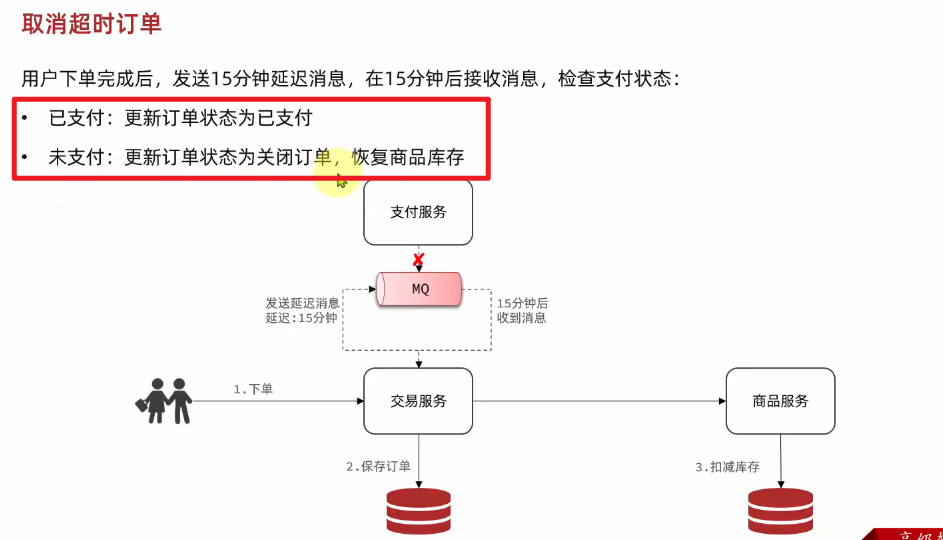 取消超时订单
用户下单完成后，发送15分钟延迟消息，在15分钟后接收消息，检查支付状态：
• 已支付：更新订单状态为已支付
• 未支付：更新订单状态为关闭订单，恢复商品库存
支付服务
MQ
发送延迟消息
延迟:15分钟
15分钟后
收到消息
1.下单
交易服务
商品服务
2.保存订单
3.扣减库存